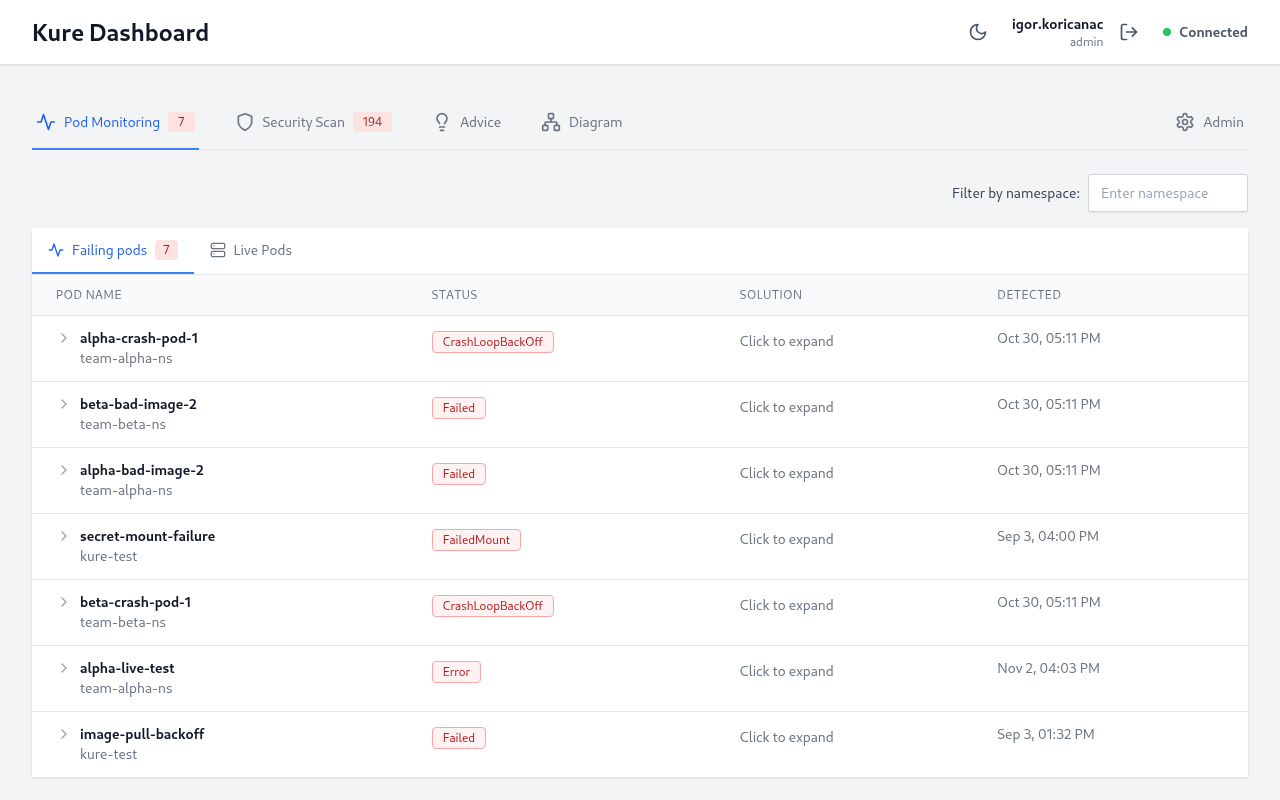 Kure Dashboard
igor.koricanac
admin
Connected
Pod Monitoring 7
Security Scan 194
Advice
Diagram
Admin
Filter by namespace: Enter namespace
Failing pods 7
Live Pods
POD NAME STATUS SOLUTION DETECTED
alpha-crash-pod-1 CrashLoopBackOff Click to expand Oct 30, 05:11 PM
team-alpha-ns
beta-bad-image-2 Failed Click to expand Oct 30, 05:11 PM
team-beta-ns
alpha-bad-image-2 Failed Click to expand Oct 30, 05:11 PM
team-alpha-ns
secret-mount-failure FailedMount Click to expand Sep 3, 04:00 PM
kure-test
beta-crash-pod-1 CrashLoopBackOff Click to expand Oct 30, 05:11 PM
team-beta-ns
alpha-live-test Error Click to expand Nov 2, 04:03 PM
team-alpha-ns
image-pull-backoff Failed Click to expand Sep 3, 01:32 PM
kure-test